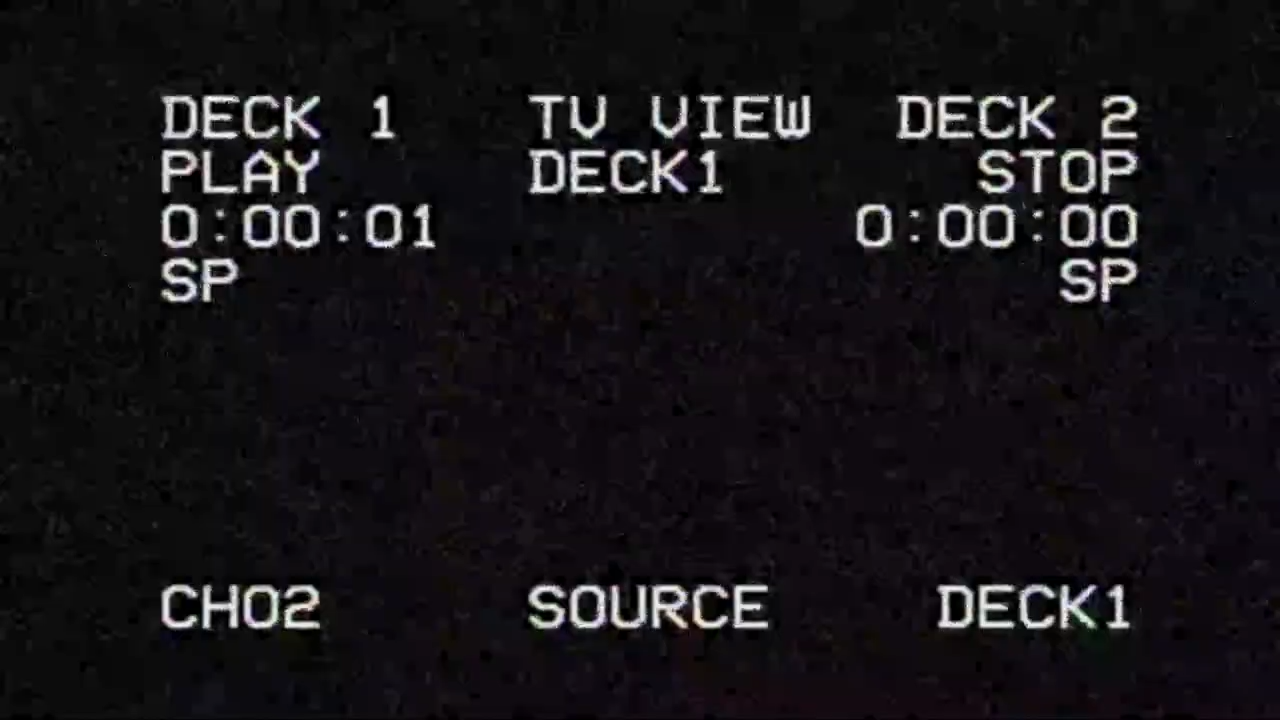 DECK 1 TV VIEW DECK 2
PLAY DECK1 STOP
0:00:01 0:00:00
SP SP
CH02 SOURCE DECK1